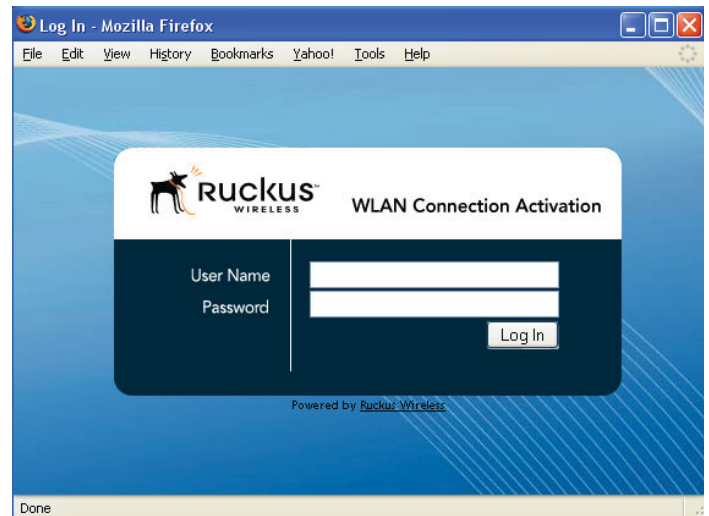 Log In - Mozilla Firefox
File Edit View History Bookmarks Yahoo! Tools Help
RUCKUS™
WIRELESS
WLAN Connection Activation
User Name
Password
Log In
Powered by Ruckus Wireless
Done